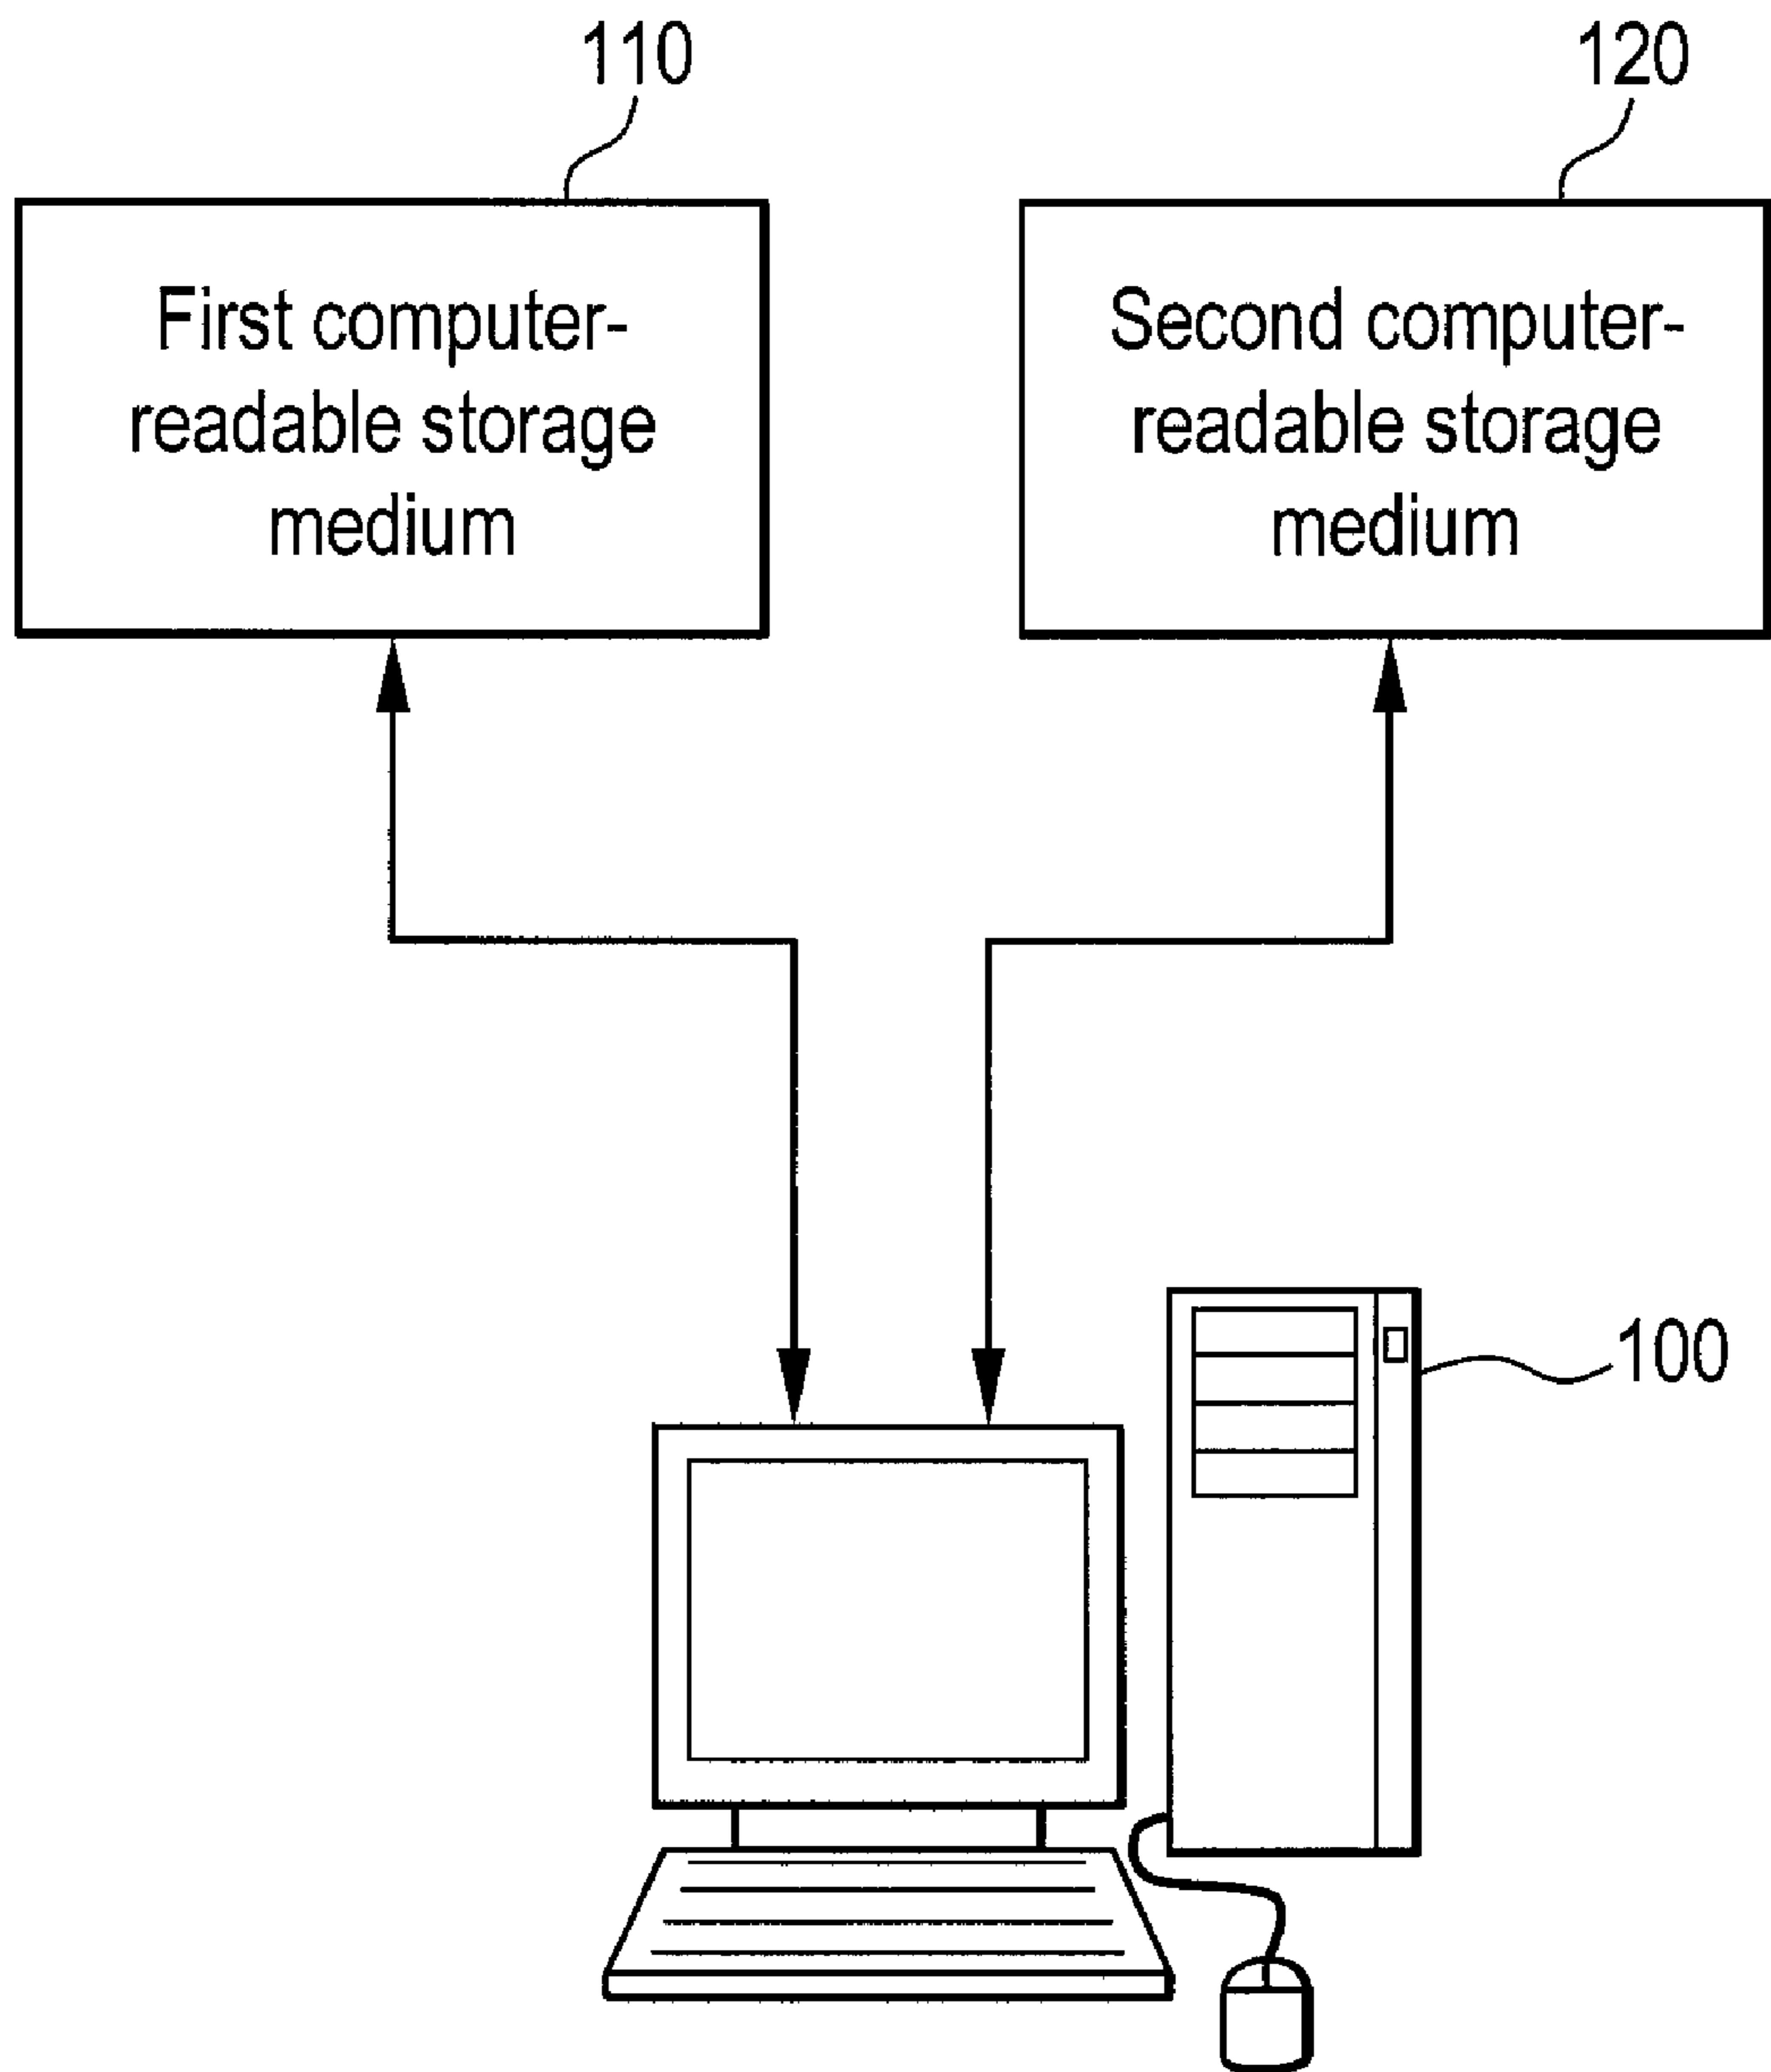 110
120
First computer-
readable storage
medium
Second computer-
readable storage
medium
100